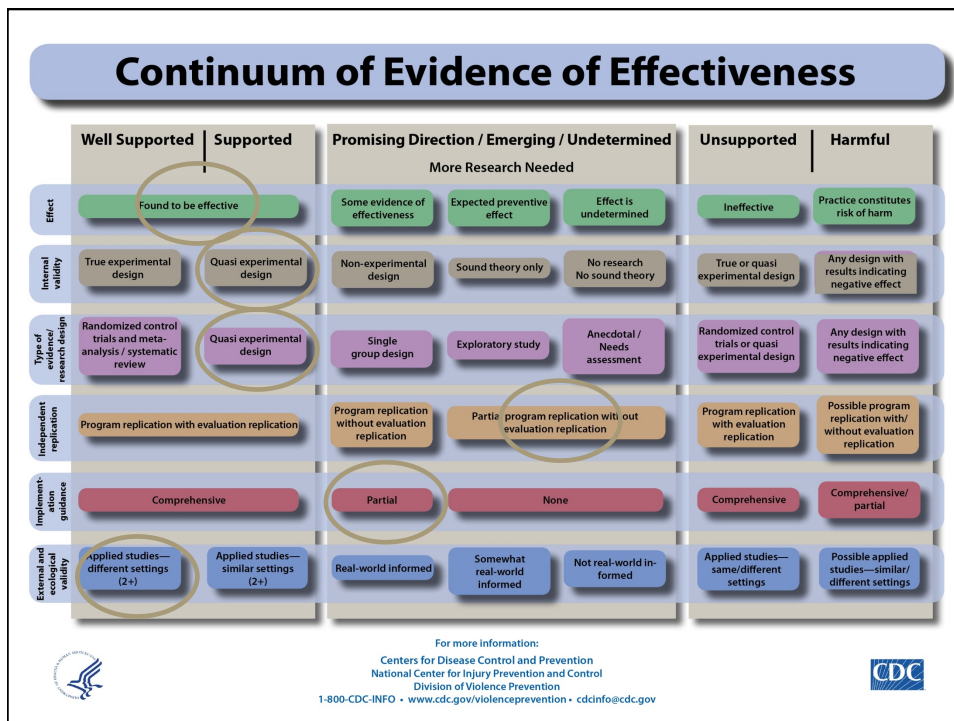 Continuum of Evidence of Effectiveness
Well Supported
Supported
Promising Direction / Emerging / Undetermined
More Research Needed
Unsupported
Harmful
Effect
Found to be effective
Some evidence of
effectiveness
Expected preventive
effect
Effect is
undetermined
Ineffective
Practice constitutes
risk of harm
Internal
validity
True experimental
design
Quasi experimental
design
Non-experimental
design
Sound theory only
No research
No sound theory
True or quasi
experimental design
Any design with
results indicating
negative effect
Type of
evidence/
research design
Randomized control
trials and meta-
analysis / systematic
review
Quasi experimental
design
Single
group design
Exploratory study
Anecdotal /
Needs
assessment
Randomized control
trials or quasi
experimental design
Any design with
results indicating
negative effect
Independent
replication
Program replication with evaluation replication
Program replication
without evaluation
replication
Partial program replication without
evaluation replication
Program replication
with evaluation
replication
Possible program
replication with/
without evaluation
replication
Implement-
ation
guidance
Comprehensive
Partial
None
Comprehensive
Comprehensive/
partial
External and
ecological
validity
Applied studies—
different settings
(2+)
Applied studies—
similar settings
(2+)
Real-world informed
Somewhat
real-world
informed
Not real-world in-
formed
Applied studies—
same/different
settings
Possible applied
studies—similar/
different settings
For more information:
Centers for Disease Control and Prevention
National Center for Injury Prevention and Control
Division of Violence Prevention
1-800-CDC-INFO • www.cdc.gov/violenceprevention • cdcinfo@cdc.gov
CDC